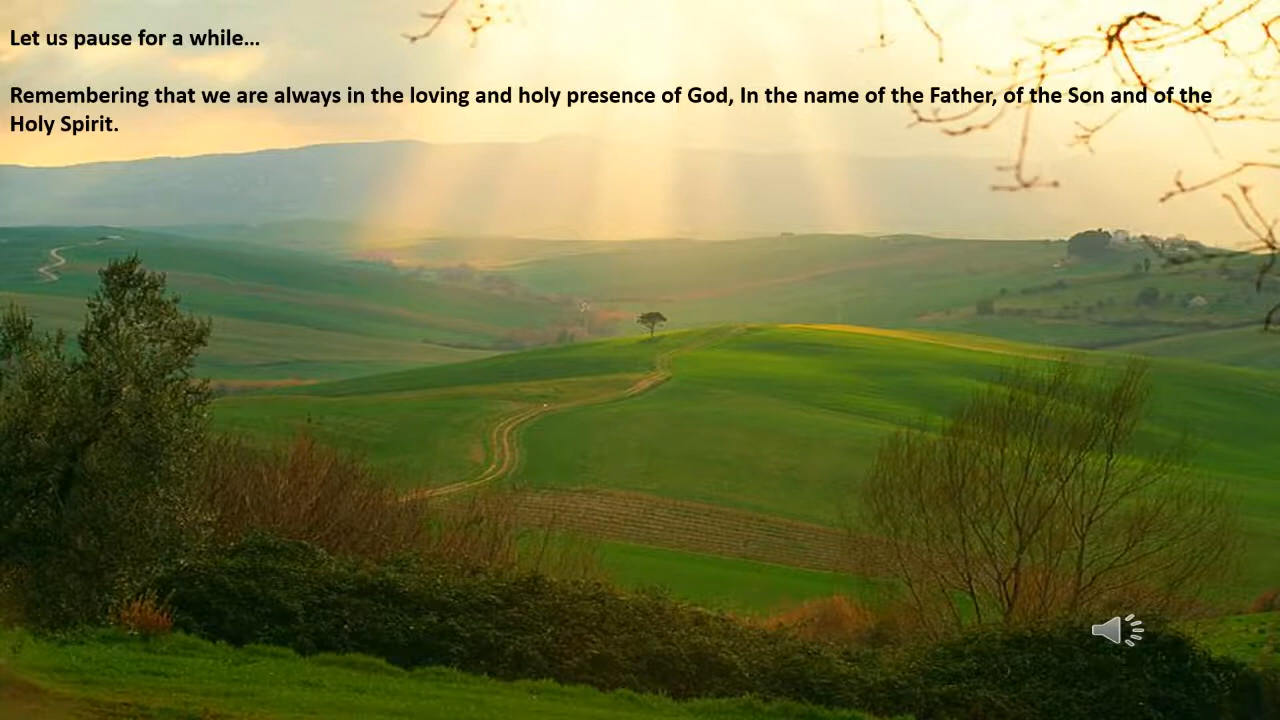 Let us pause for a while…
Remembering that we are always in the loving and holy presence of God, In the name of the Father, of the Son and of the
Holy Spirit.